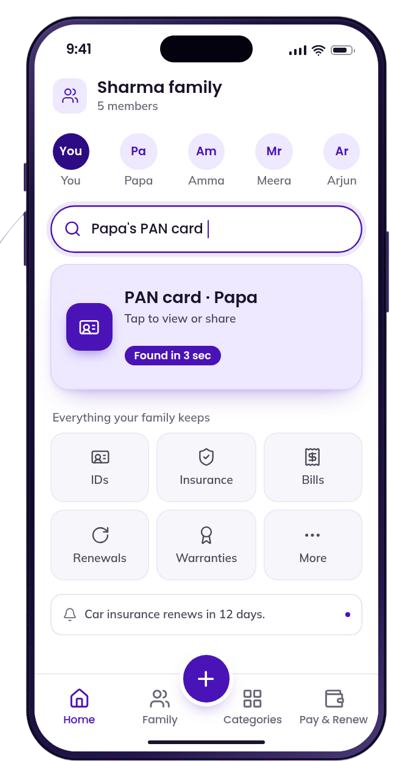 9:41
Sharma family
5 members
You Pa Am Mr Ar
You Papa Amma Meera Arjun
Papa's PAN card
PAN card · Papa
Tap to view or share
Found in 3 sec
Everything your family keeps
IDs Insurance Bills
Renewals Warranties More
Car insurance renews in 12 days.
Home Family Categories Pay & Renew